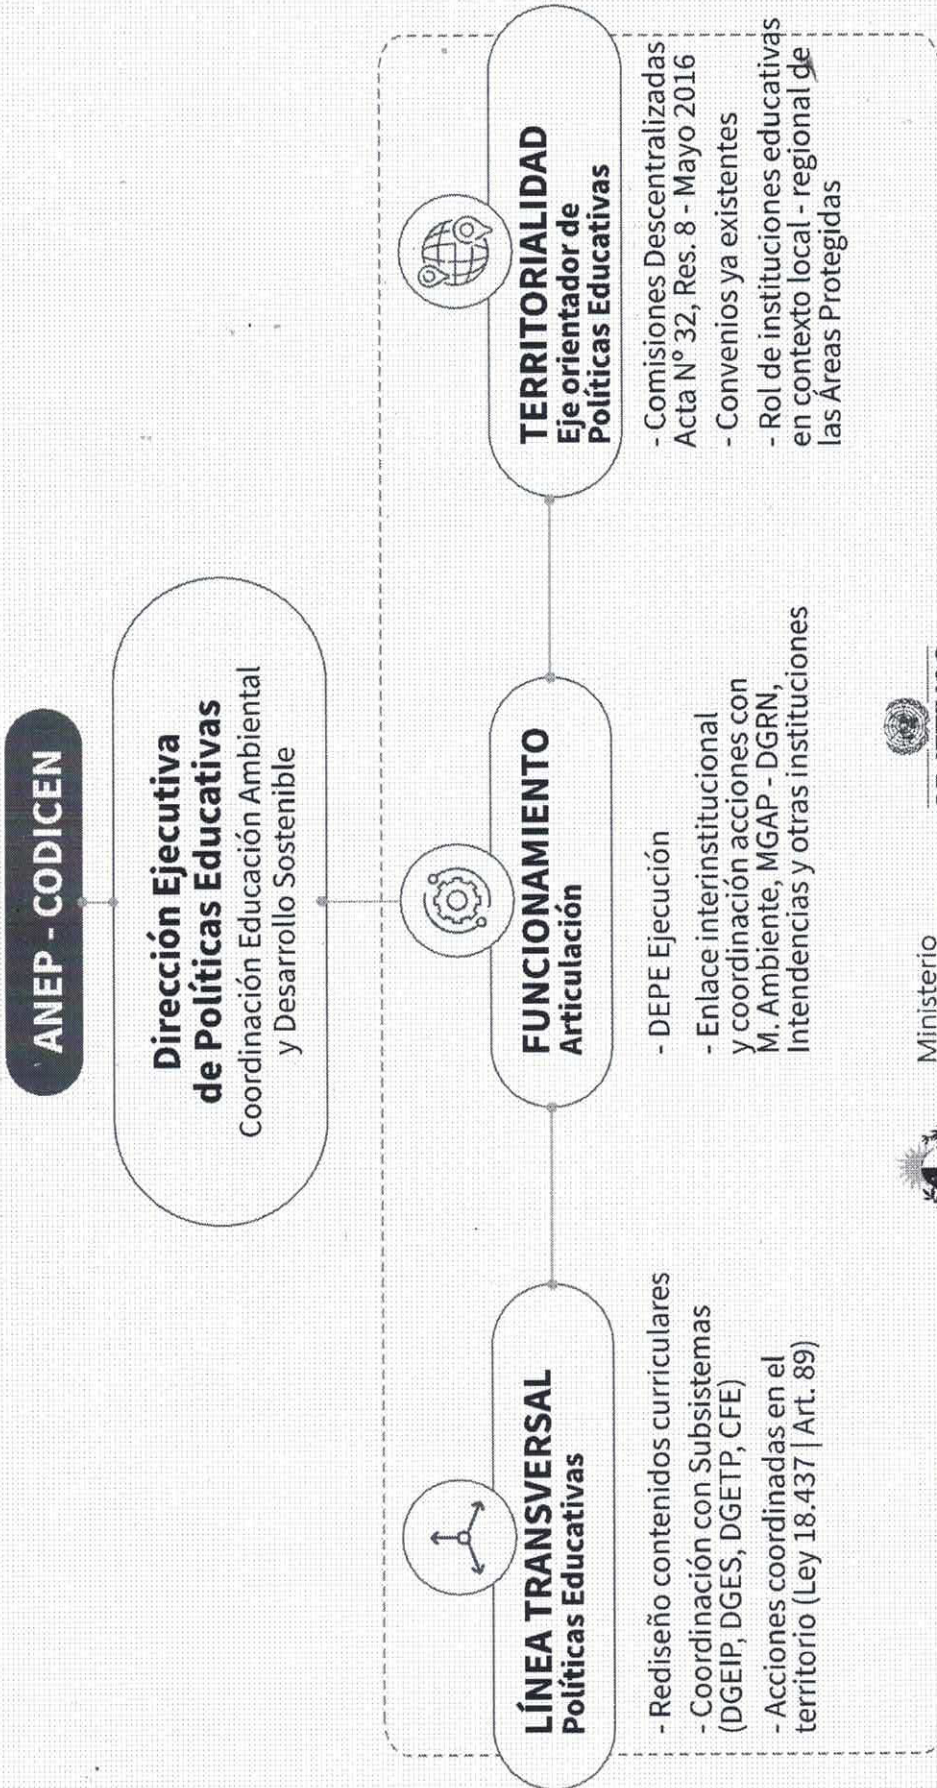 ANEP - CODICEN
Dirección Ejecutiva
de Políticas Educativas
Coordinación Educación Ambiental
y Desarrollo Sostenible
LÍNEA TRANSVERSAL
Políticas Educativas
- Rediseño contenidos curriculares
- Coordinación con Subsistemas
(DGEIP, DGES, DGETP, CFE)
- Acciones coordinadas en el
territorio (Ley 18.437 | Art. 89)
FUNCIONAMIENTO
Articulación
- DEPE Ejecución
- Enlace interinstitucional
y coordinación acciones con
M. Ambiente, MGAP - DGRN,
Intendencias y otras instituciones
TERRITORIALIDAD
Eje orientador de
Políticas Educativas
- Comisiones Descentralizadas
Acta N° 32, Res. 8 - Mayo 2016
- Convenios ya existentes
- Rol de instituciones educativas
en contexto local - regional de
las Áreas Protegidas
Ministerio